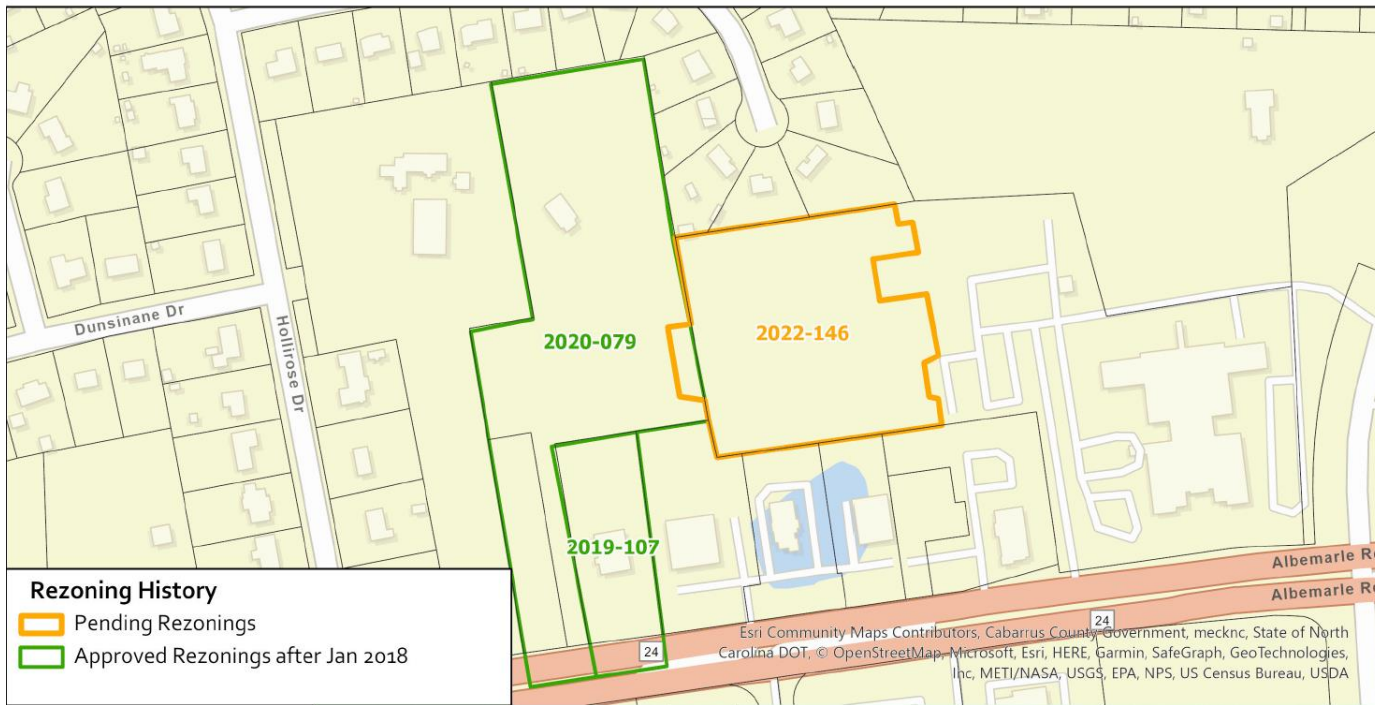 Dunsinane Dr
Hollirose Dr
2020-079
2022-146
2019-107
Albemarle R
Albemarle R
24
24
Rezoning History
Pending Rezonings
Approved Rezonings after Jan 2018
Esri Community Maps Contributors, Cabarrus County Government, mecknc, State of North
Carolina DOT, © OpenStreetMap, Microsoft, Esri, HERE, Garmin, SafeGraph, GeoTechnologies,
Inc, METI/NASA, USGS, EPA, NPS, US Census Bureau, USDA